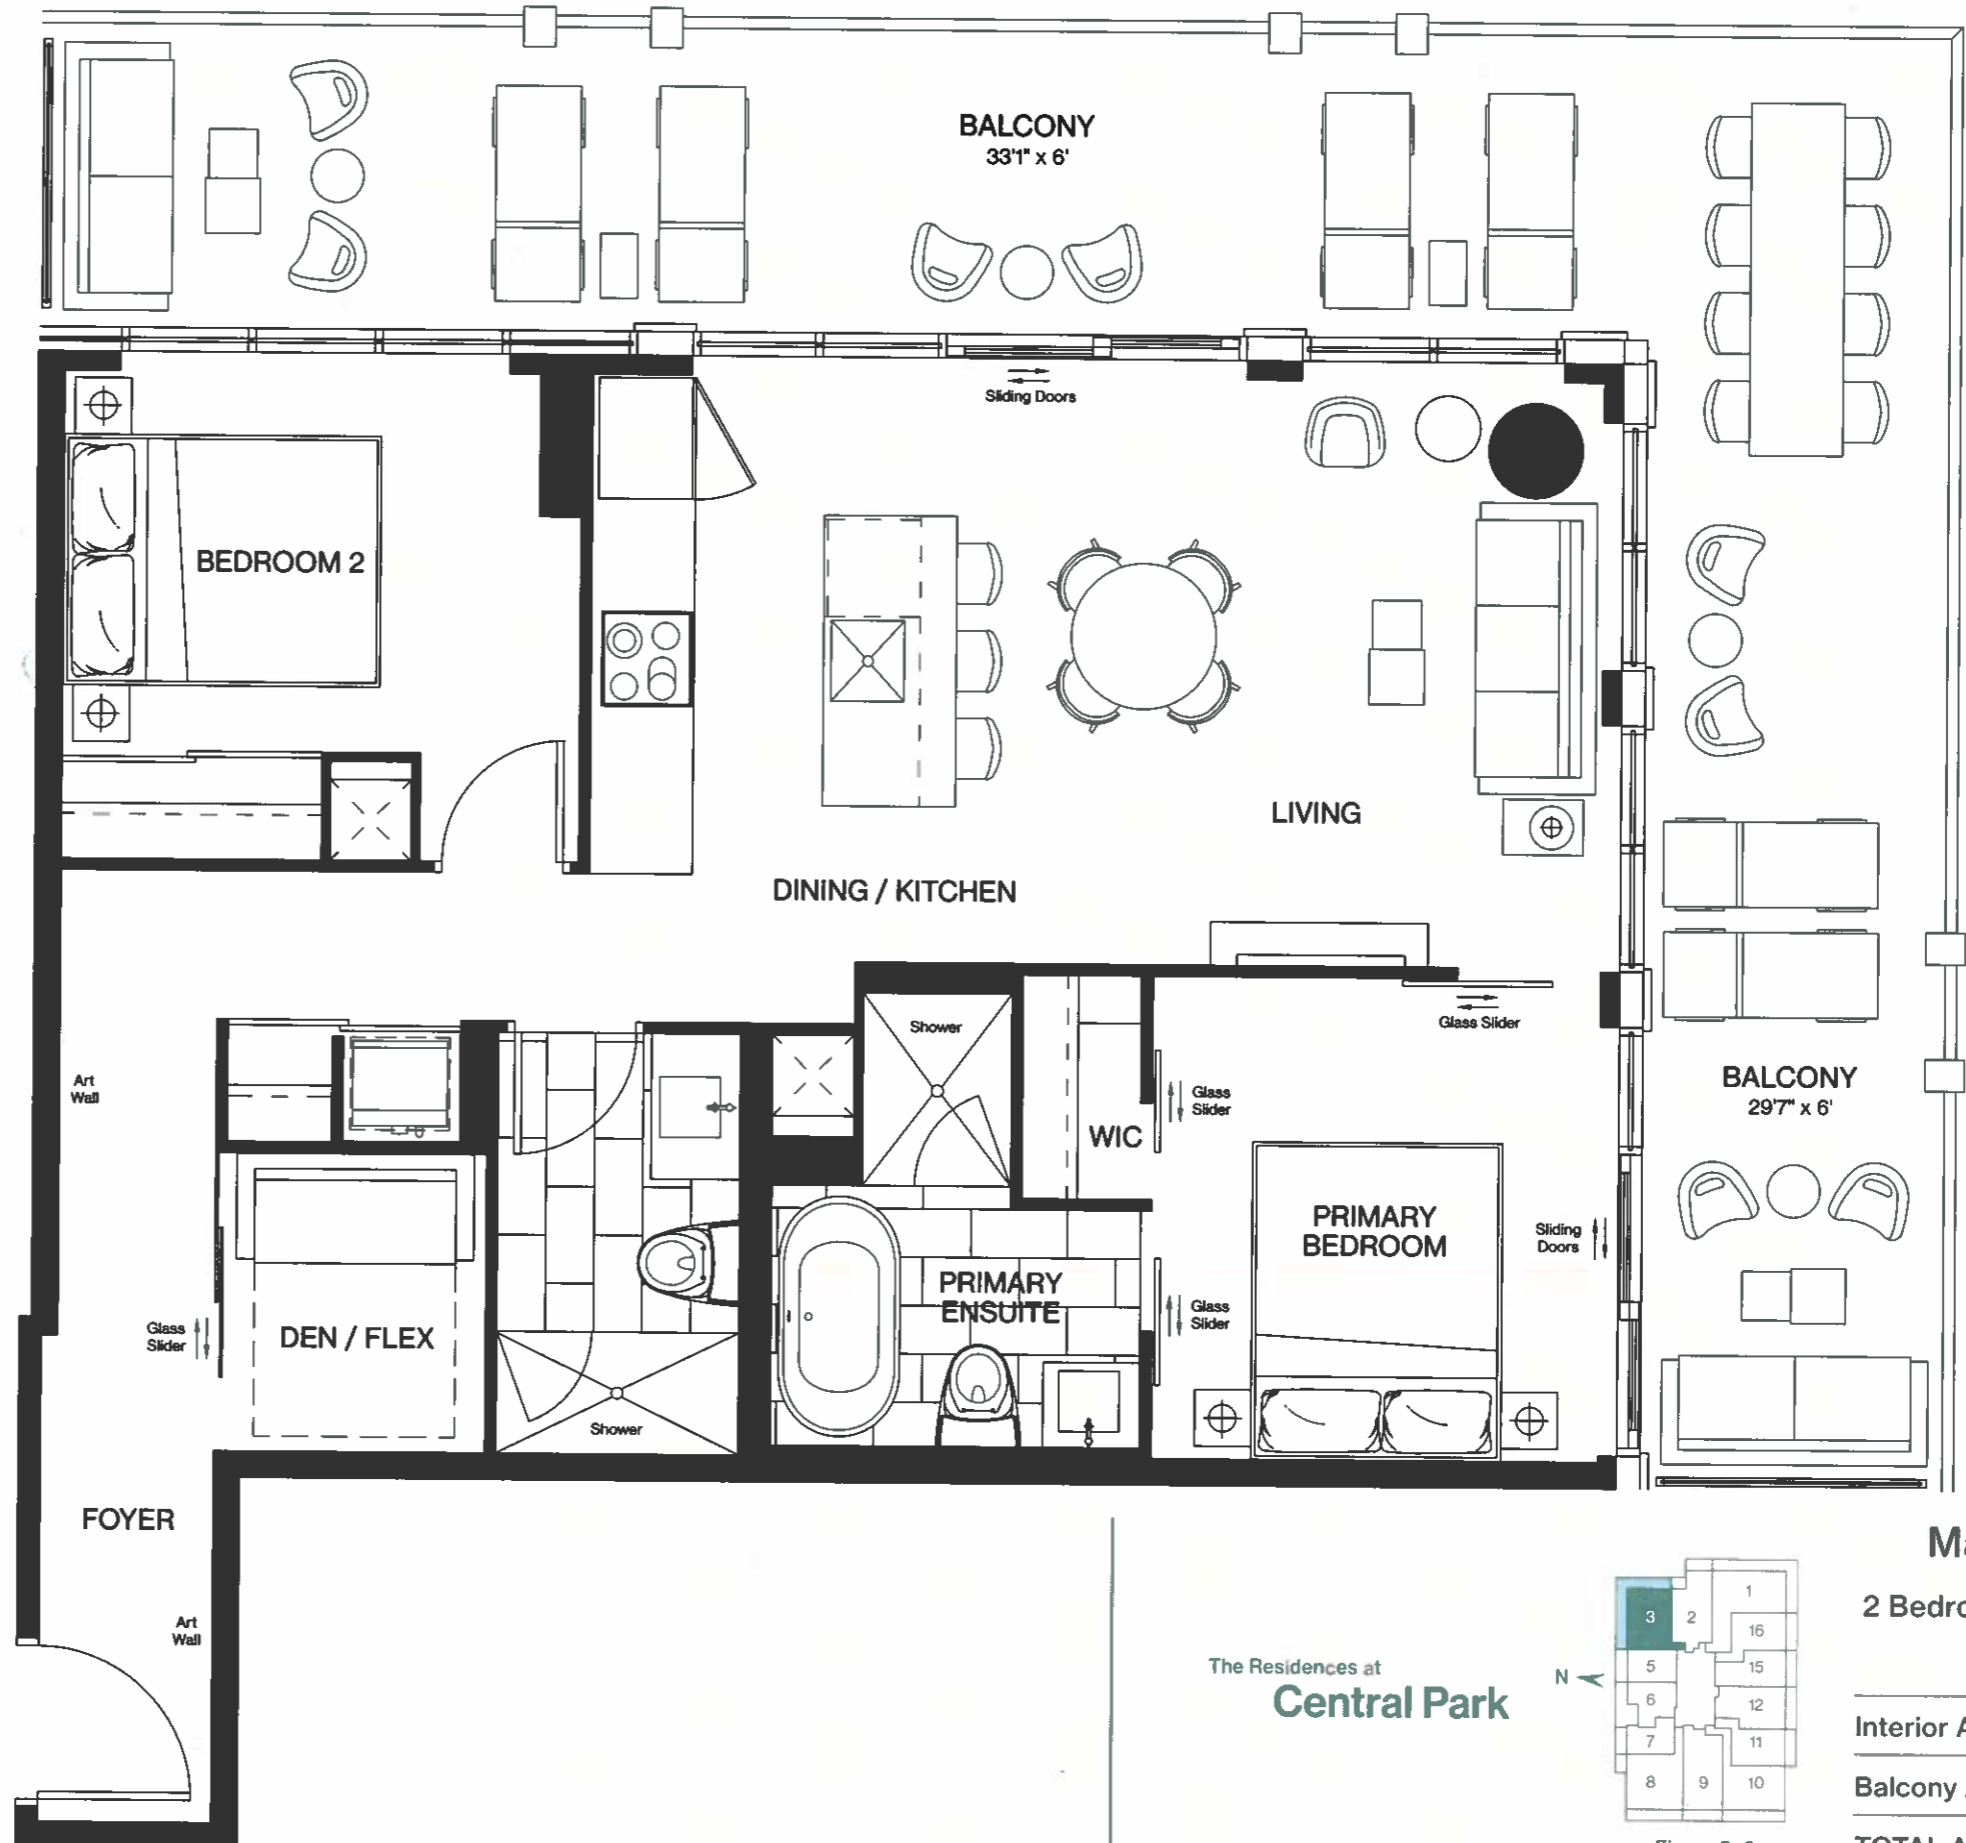 BALCONY
33'1" x 6'
Sliding Doors
BEDROOM 2
LIVING
DINING / KITCHEN
Glass Slider
Shower
Art
Wall
Glass
Slider
WIC
BALCONY
29'7" x 6'
PRIMARY
BEDROOM
Sliding
Doors
PRIMARY
ENSUITE
Glass
Slider
Glass
Slider
DEN / FLEX
Shower
FOYER
Art
Wall
The Residences at
Central Park
N
1
3
2
16
5
15
6
12
7
11
8
9
10
2
Interior
Balcony